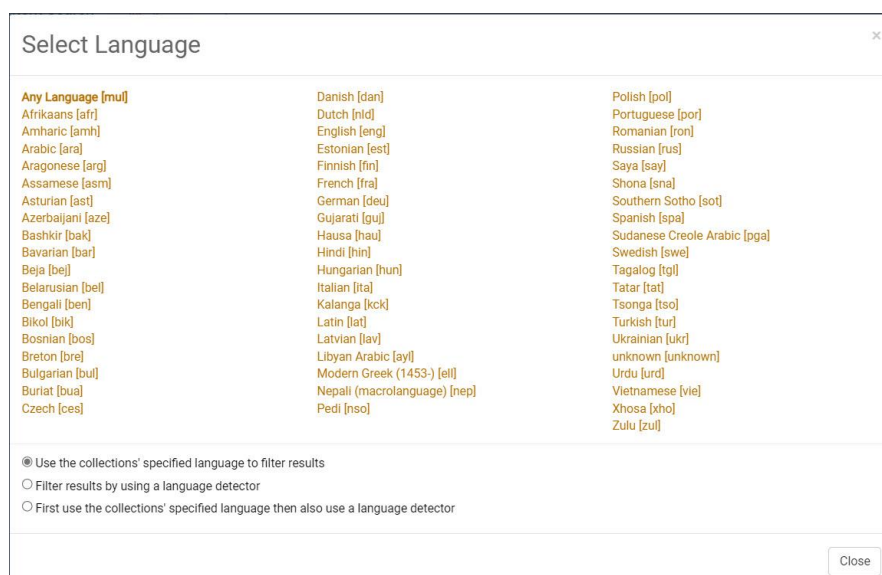 Select Language
×
Any Language [mul]
Afrikaans [afr]
Amharic [amh]
Arabic [ara]
Aragonese [arg]
Assamese [asm]
Asturian [ast]
Azerbaijani [aze]
Bashkir [bak]
Bavarian [bar]
Beja [bej]
Belarusian [bel]
Bengali [ben]
Bikol [bik]
Bosnian [bos]
Breton [bre]
Bulgarian [bul]
Buriat [bua]
Czech [ces]
Danish [dan]
Dutch [nld]
English [eng]
Estonian [est]
Finnish [fin]
French [fra]
German [deu]
Gujarati [guj]
Hausa [hau]
Hindi [hin]
Hungarian [hun]
Italian [ita]
Kalanga [kck]
Latin [lat]
Latvian [lav]
Libyan Arabic [ayl]
Modern Greek (1453-) [ell]
Nepali (macrolanguage) [nep]
Pedi [nso]
Polish [pol]
Portuguese [por]
Romanian [ron]
Russian [rus]
Saya [say]
Shona [sna]
Southern Sotho [sot]
Spanish [spa]
Sudanese Creole Arabic [pga]
Swedish [swe]
Tagalog [tgl]
Tatar [tat]
Tsonga [tso]
Turkish [tur]
Ukrainian [ukr]
unknown [unknown]
Urdu [urd]
Vietnamese [vie]
Xhosa [xho]
Zulu [zul]
Use the collections' specified language to filter results
Filter results by using a language detector
First use the collections' specified language then also use a language detector
Close